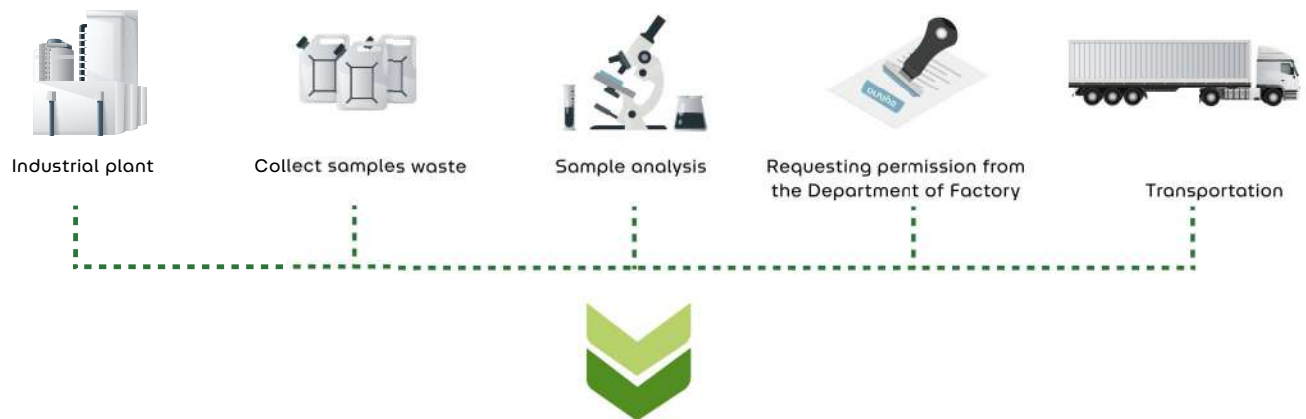 Industrial plant
Collect samples waste
Sample analysis
Requesting permission from
the Department of Factory
Transportation